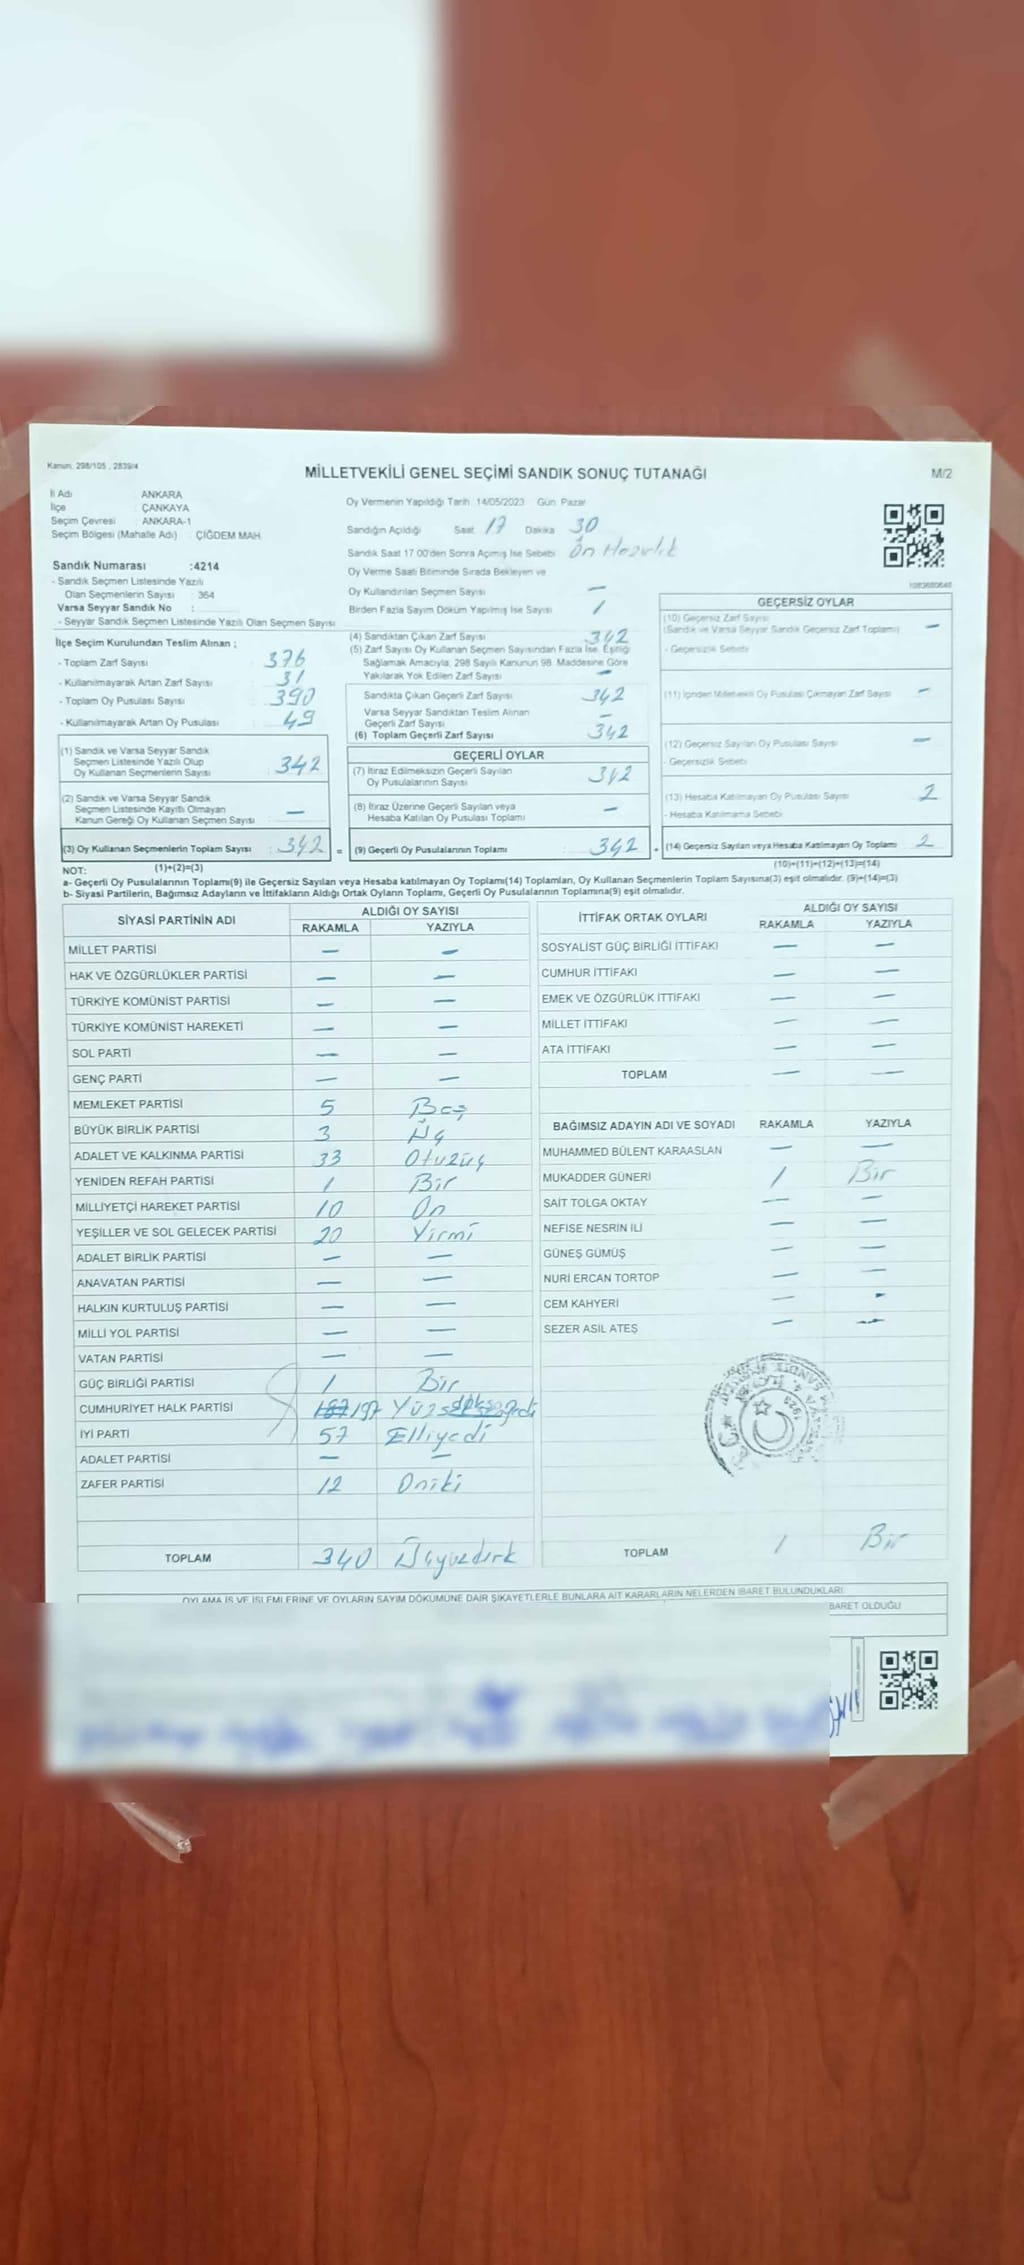 Kanun, 298/105 , 2839/4
MİLLETVEKİLİ GENEL SEÇİMİ SANDIK SONUÇ TUTANAĞI
M/2
İl Adı ANKARA
İlçe ÇANKAYA
Seçim Çevresi : ANKARA-1
Seçim Bölgesi (Mahalle Adı) : ÇİĞDEM MAH.
Sandık Numarası :4214
- Sandık Seçmen Listesinde Yazılı
Olan Seçmenlerin Sayısı : 364
Varsa Seyyar Sandık No :
- Seyyar Sandık Seçmen Listesinde Yazılı Olan Seçmen Sayısı
Oy Vermenin Yapıldığı Tarih 14/05/2023 Gün Pazar
Sandığın Açıldığı Saat 17 Dakika 30
Sandık Saat 17.00'den Sonra Açımış İse Sebebi Ön Hazırlık
Oy Verme Saati Bitiminde Sırada Bekleyen ve
Oy Kullandırılan Seçmen Sayısı —
Birden Fazla Sayım Döküm Yapılmış İse Sayısı /
İlçe Seçim Kurulundan Teslim Alınan ;
- Toplam Zarf Sayısı 376
- Kullanılmayarak Artan Zarf Sayısı 31
- Toplam Oy Pusulası Sayısı 390
- Kullanılmayarak Artan Oy Pusulası 49
(1) Sandık ve Varsa Seyyar Sandık
Seçmen Listesinde Yazılı Olup
Oy Kullanan Seçmenlerin Sayısı : 342
(2) Sandık ve Varsa Seyyar Sandık
Seçmen Listesinde Kayıtlı Olmayan
Kanun Gereği Oy Kullanan Seçmen Sayısı : —
(3) Oy Kullanan Seçmenlerin Toplam Sayısı : 342 =
(4) Sandıktan Çıkan Zarf Sayısı 342
(5) Zarf Sayısı Oy Kullanan Seçmen Sayısından Fazla İse, Eşitliği
Sağlamak Amacıyla, 298 Sayılı Kanunun 98. Maddesine Göre
Yakılarak Yok Edilen Zarf Sayısı —
Sandıkta Çıkan Geçerli Zarf Sayısı 342
Varsa Seyyar Sandıktan Teslim Alınan
Geçerli Zarf Sayısı —
(6) Toplam Geçerli Zarf Sayısı 342
GEÇERLİ OYLAR
(7) İtiraz Edilmeksizin Geçerli Sayılan
Oy Pusulalarının Sayısı 342
(8) İtiraz Üzerine Geçerli Sayılan veya
Hesaba Katılan Oy Pusulası Toplamı —
(9) Geçerli Oy Pusulalarının Toplamı : 342 +
GEÇERSİZ OYLAR
(10) Geçersiz Zarf Sayısı
(Sandık ve Varsa Seyyar Sandık Geçersiz Zarf Toplamı) —
- Geçersizlik Sebebi
(11) İçinden Milletvekili Oy Pusulası Çıkmayan Zarf Sayısı —
(12) Geçersiz Sayılan Oy Pusulası Sayısı —
- Geçersizlik Sebebi
(13) Hesaba Katılmayan Oy Pusulası Sayısı 2
- Hesaba Katılmama Sebebi
(14) Geçersiz Sayılan veya Hesaba Katılmayan Oy Toplamı 2
NOT: (1)+(2)=(3) (10)+(11)+(12)+(13)=(14)
a- Geçerli Oy Pusulalarının Toplamı(9) ile Geçersiz Sayılan veya Hesaba katılmayan Oy Toplamı(14) Toplamları, Oy Kullanan Seçmenlerin Toplam Sayısına(3) eşit olmalıdır. (9)+(14)=(3)
b- Siyasi Partilerin, Bağımsız Adayların ve İttifakların Aldığı Ortak Oyların Toplamı, Geçerli Oy Pusulalarının Toplamına(9) eşit olmalıdır.
SİYASİ PARTİNİN ADI ALDIĞI OY SAYISI
RAKAMLA YAZIYLA
MİLLET PARTİSİ — —
HAK VE ÖZGÜRLÜKLER PARTİSİ — —
TÜRKİYE KOMÜNİST PARTİSİ — —
TÜRKİYE KOMÜNİST HAREKETİ — —
SOL PARTİ — —
GENÇ PARTİ — —
MEMLEKET PARTİSİ 5 Beş
BÜYÜK BİRLİK PARTİSİ 3 Üç
ADALET VE KALKINMA PARTİSİ 33 Otuzüç
YENİDEN REFAH PARTİSİ 1 Bir
MİLLİYETÇİ HAREKET PARTİSİ 10 On
YEŞİLLER VE SOL GELECEK PARTİSİ 20 Yirmi
ADALET BİRLİK PARTİSİ — —
ANAVATAN PARTİSİ — —
HALKIN KURTULUŞ PARTİSİ — —
MİLLİ YOL PARTİSİ — —
VATAN PARTİSİ — —
GÜÇ BİRLİĞİ PARTİSİ 1 Bir
CUMHURİYET HALK PARTİSİ 197
İYİ PARTİ 57 Elliyedi
ADALET PARTİSİ — —
ZAFER PARTİSİ 12 Oniki
TOPLAM 340 Üçyüzkırk
İTTİFAK ORTAK OYLARI ALDIĞI OY SAYISI
RAKAMLA YAZIYLA
SOSYALİST GÜÇ BİRLİĞİ İTTİFAKI — —
CUMHUR İTTİFAKI — —
EMEK VE ÖZGÜRLÜK İTTİFAKI — —
MİLLET İTTİFAKI — —
ATA İTTİFAKI — —
TOPLAM — —
BAĞIMSIZ ADAYIN ADI VE SOYADI RAKAMLA YAZIYLA
MUHAMMED BÜLENT KARAASLAN — —
MUKADDER GÜNERİ 1 Bir
SAİT TOLGA OKTAY — —
NEFİSE NESRİN İLİ — —
GÜNEŞ GÜMÜŞ — —
NURİ ERCAN TORTOP — —
CEM KAHYERİ — -
SEZER ASIL ATEŞ — —
TOPLAM 1 Bir
OYLAMA İŞ VE İŞLEMLERİNE VE OYLARIN SAYIM DÖKÜMÜNE DAİR ŞİKAYETLERLE BUNLARA AİT KARARLARIN NELERDEN İBARET BULUNDUKLARI
BARET OLDUĞU